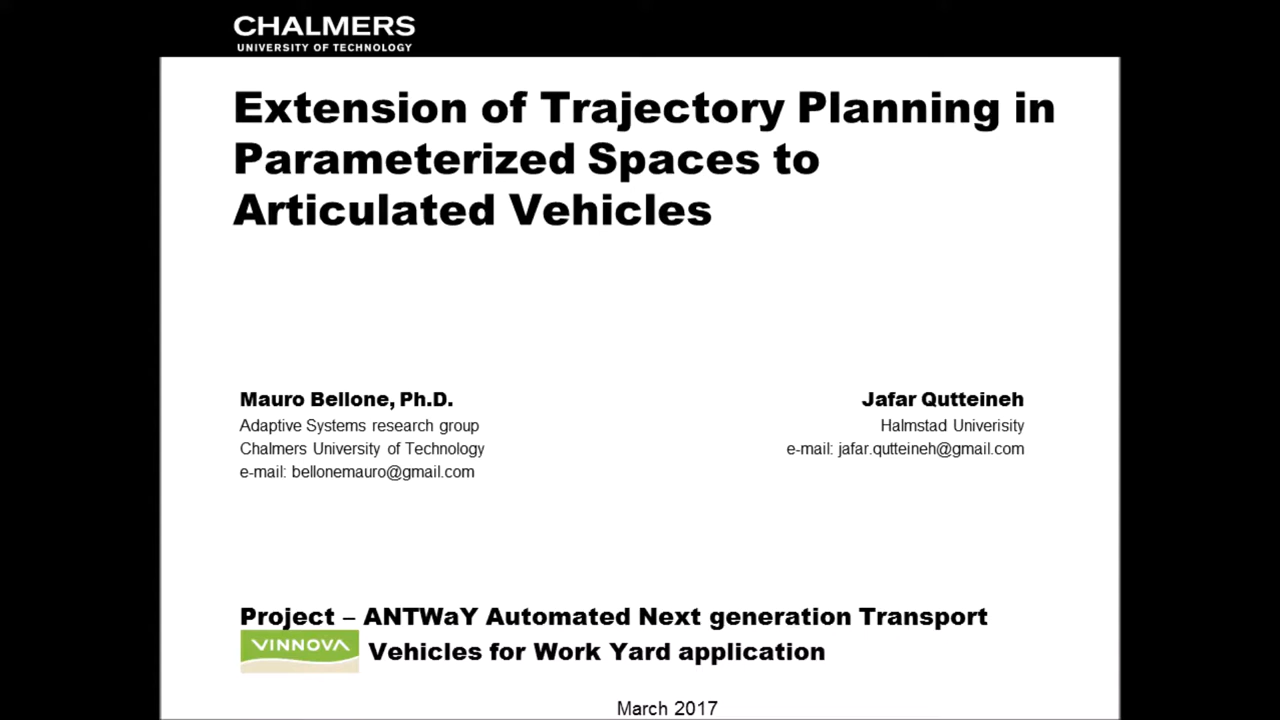 CHALMERS
UNIVERSITY OF TECHNOLOGY
Extension of Trajectory Planning in
Parameterized Spaces to
Articulated Vehicles
Mauro Bellone, Ph.D.
Adaptive Systems research group
Chalmers University of Technology
e-mail: bellonemauro@gmail.com
Jafar Qutteineh
Halmstad Univerisity
e-mail: jafar.qutteineh@gmail.com
Project – ANTWaY Automated Next generation Transport
VINNOVA Vehicles for Work Yard application
March 2017